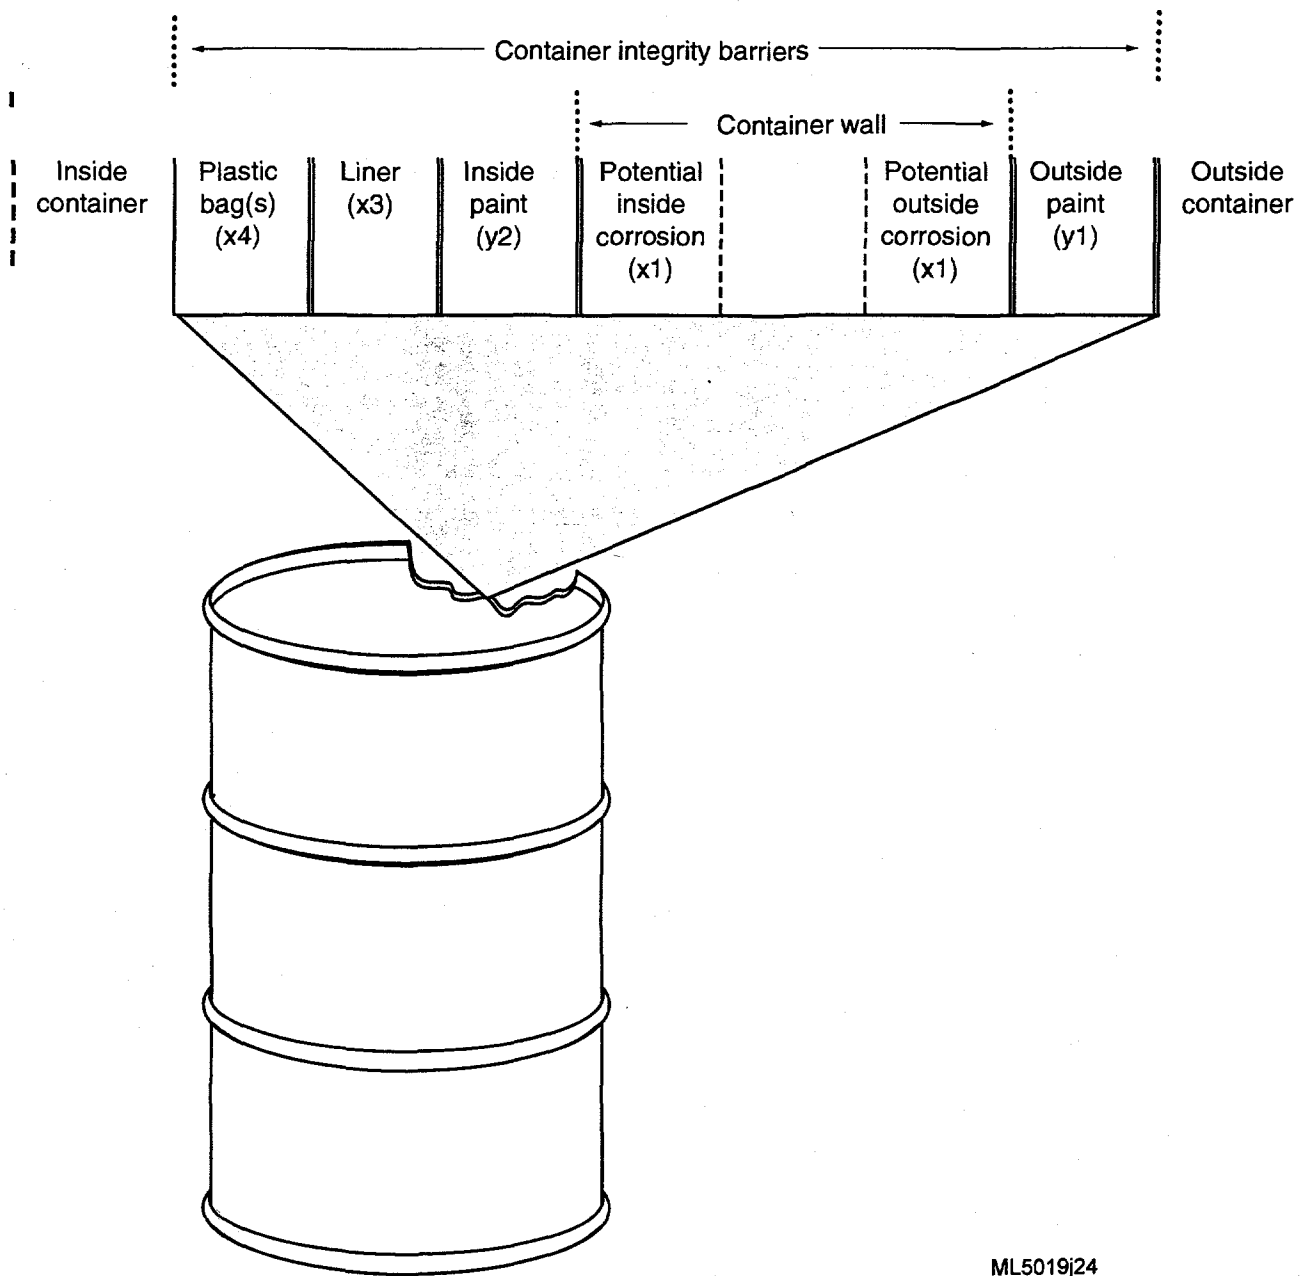 Container integrity barriers
Container wall
Inside
container
Plastic
bag(s)
(x4)
Liner
(x3)
Inside
paint
(y2)
Potential
inside
corrosion
(x1)
Potential
outside
corrosion
(x1)
Outside
paint
(y1)
Outside
container
ML5019j24